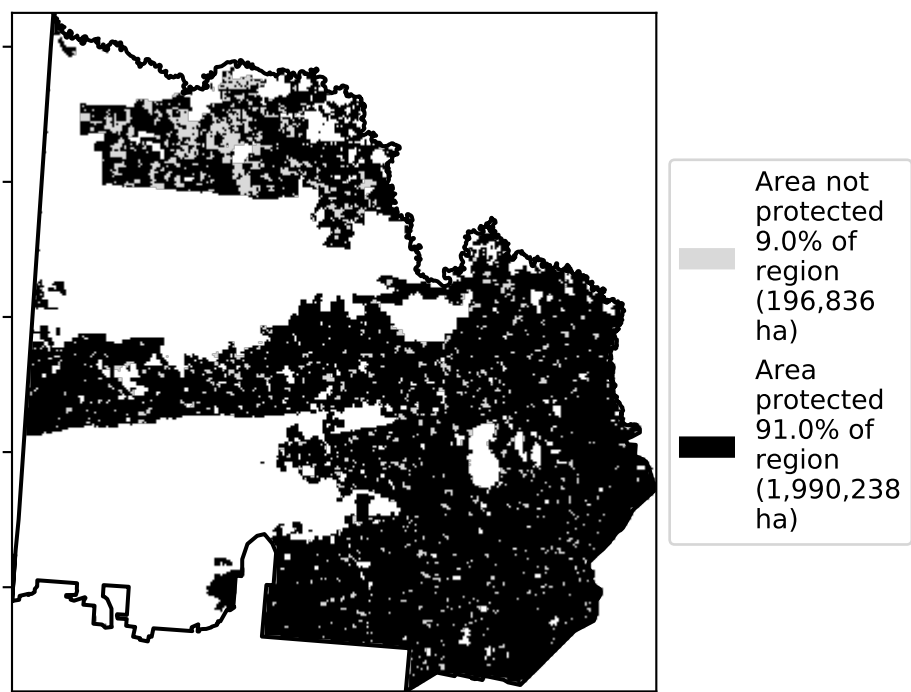 Area not
protected
9.0% of
region
(196,836
ha)
Area
protected
91.0% of
region
(1,990,238
ha)